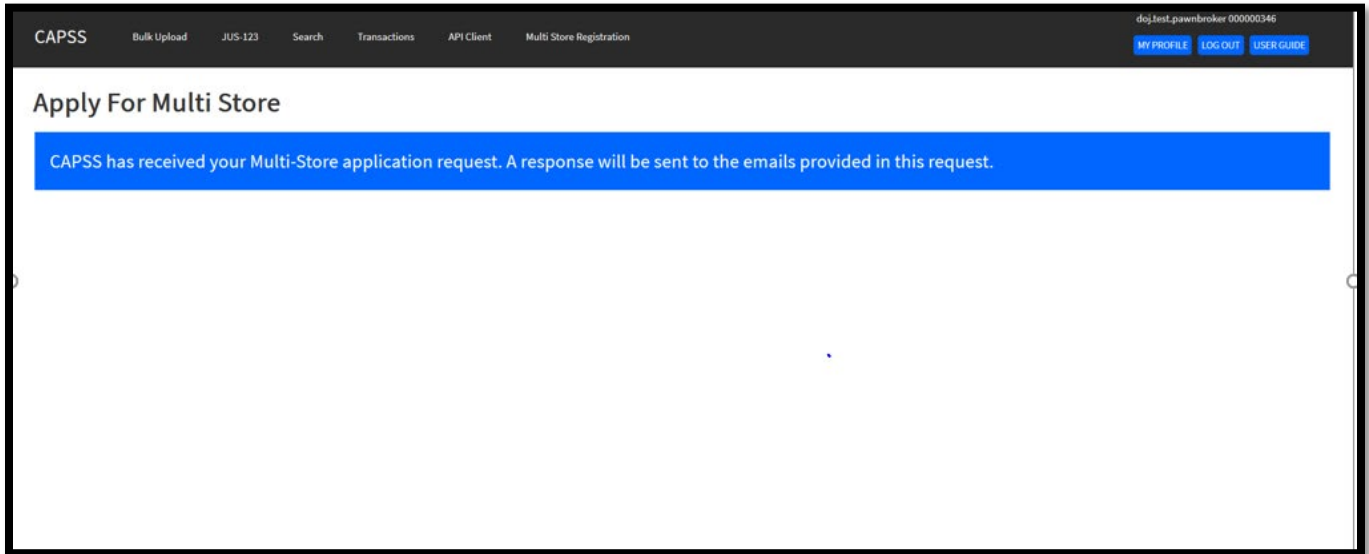 doj.test.pawnbroker 000000346
CAPSS Bulk Upload JUS-123 Search Transactions API Client Multi Store Registration
MY PROFILE LOG OUT USER GUIDE
Apply For Multi Store
CAPSS has received your Multi-Store application request. A response will be sent to the emails provided in this request.